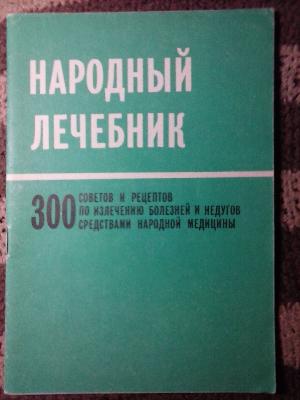 НАРОДНЫЙ
ЛЕЧЕБНИК
300 СОВЕТОВ И РЕЦЕПТОВ
ПО ИЗЛЕЧЕНИЮ БОЛЕЗНЕЙ И НЕДУГОВ
СРЕДСТВАМИ НАРОДНОЙ МЕДИЦИНЫ